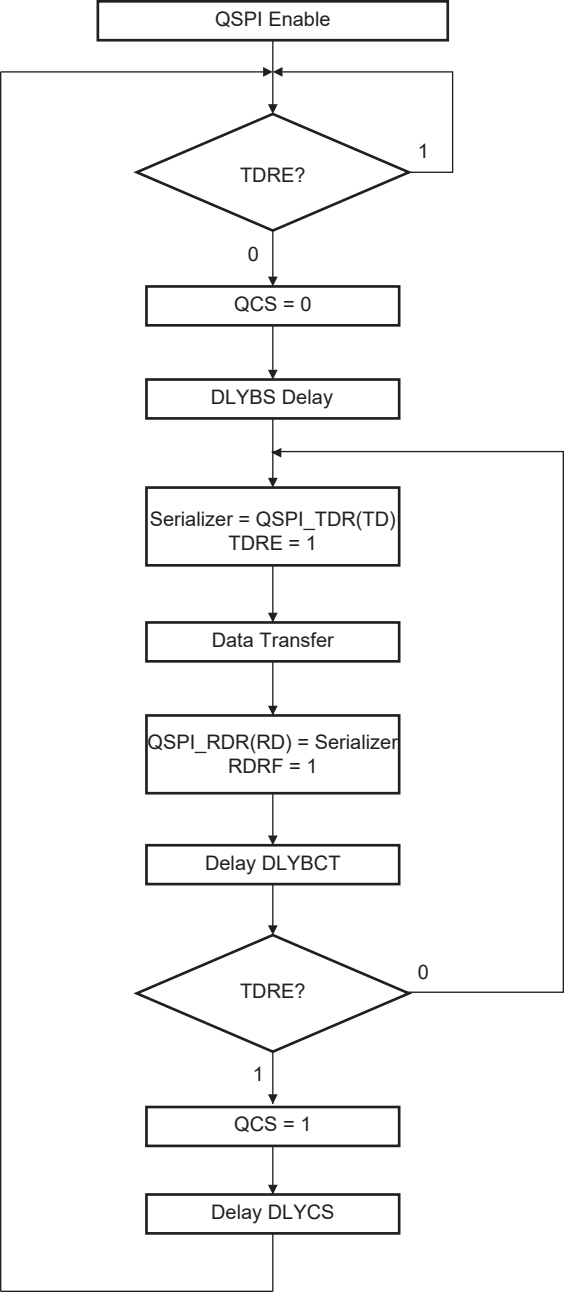 QSPI Enable
TDRE?
1
0
QCS = 0
DLYBS Delay
Serializer = QSPI_TDR(TD)
TDRE = 1
Data Transfer
QSPI_RDR(RD) = Serializer
RDRF = 1
Delay DLYBCT
TDRE?
0
1
QCS = 1
Delay DLYCS